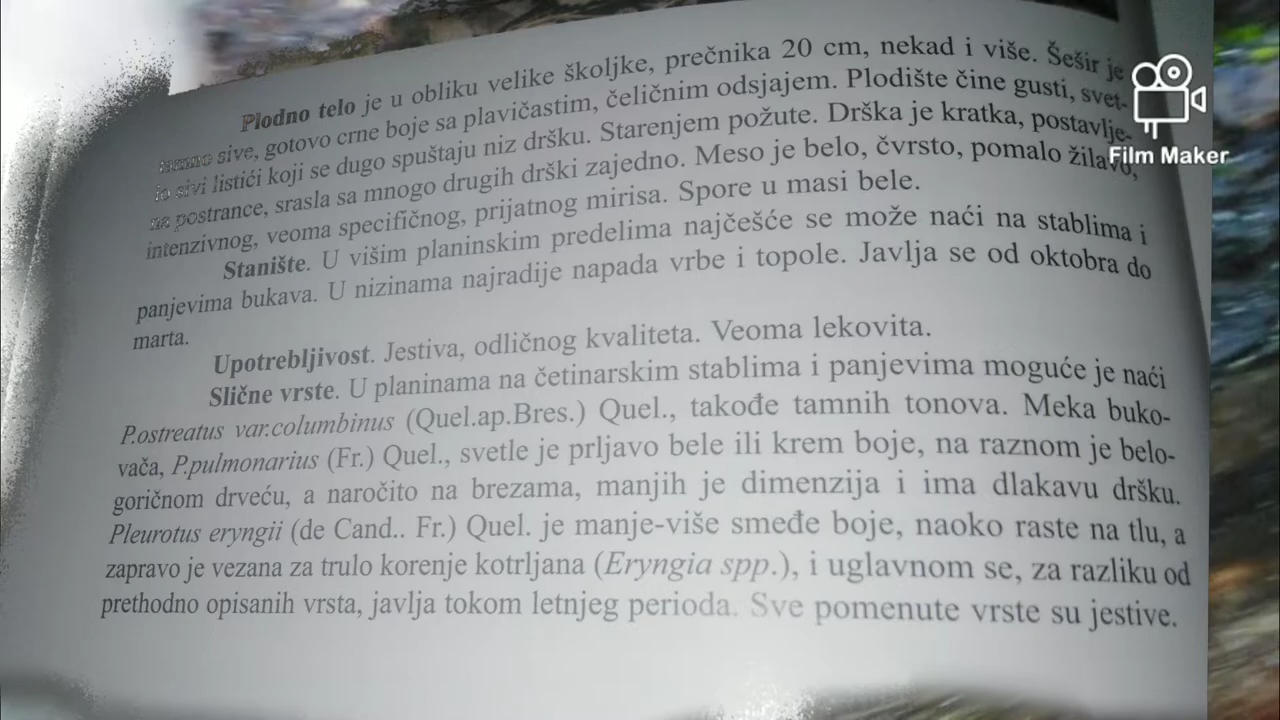 Plodno telo je u obliku velike školjke, prečnika 20 cm, nekad i više. Šešir je
tamno sive, gotovo crne boje sa plavičastim, čeličnim odsjajem. Plodište čine gusti, svet-
lo sivi listići koji se dugo spuštaju niz dršku. Starenjem požute. Drška je kratka, postavlje-
na postrance, srasla sa mnogo drugih drški zajedno. Meso je belo, čvrsto, pomalo žilavo,
intenzivnog, veoma specifičnog, prijatnog mirisa. Spore u masi bele.
Stanište. U višim planinskim predelima najčešće se može naći na stablima i
panjevima bukava. U nizinama najradije napada vrbe i topole. Javlja se od oktobra do
marta.
Upotrebljivost. Jestiva, odličnog kvaliteta. Veoma lekovita.
Slične vrste. U planinama na četinarskim stablima i panjevima moguće je naći
P.ostreatus var.columbinus (Quel.ap.Bres.) Quel., takođe tamnih tonova. Meka buko-
vača, P.pulmonarius (Fr.) Quel., svetle je prljavo bele ili krem boje, na raznom je belo-
goričnom drveću, a naročito na brezama, manjih je dimenzija i ima dlakavu dršku.
Pleurotus eryngii (de Cand.. Fr.) Quel. je manje-više smeđe boje, naoko raste na tlu, a
zapravo je vezana za trulo korenje kotrljana (Eryngia spp.), i uglavnom se, za razliku od
prethodno opisanih vrsta, javlja tokom letnjeg perioda. Sve pomenute vrste su jestive.
Film Maker